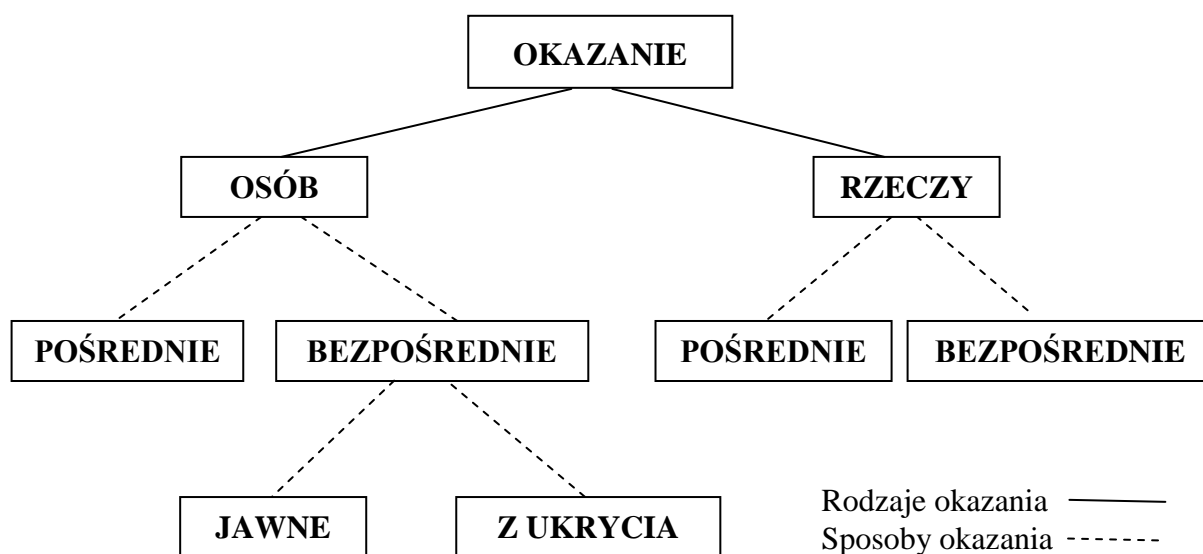 OKAZANIE
OSÓB
RZECZY
POŚREDNIE
BEZPOŚREDNIE
POŚREDNIE
BEZPOŚREDNIE
JAWNE
Z UKRYCIA
Rodzaje okazania
Sposoby okazania